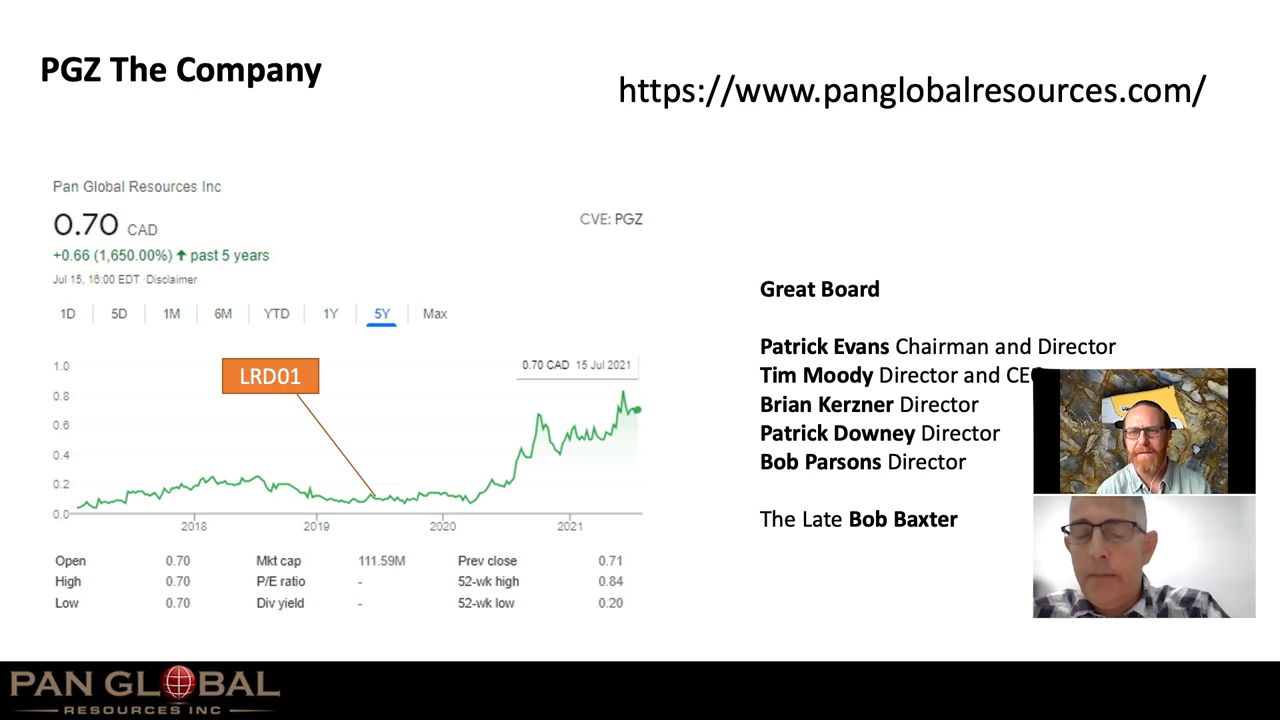 PGZ The Company
https://www.panglobalresources.com/
Pan Global Resources Inc
0.70 CAD
CVE: PGZ
+0.66 (1,650.00%) ↑ past 5 years
Jul 15, 16:00 EDT · Disclaimer
1D 5D 1M 6M YTD 1Y 5Y Max
0.70 CAD 15 Jul 2021
LRD01
1.0
0.8
0.6
0.4
0.2
0.0
2018 2019 2020 2021
Open 0.70 Mkt cap 111.59M Prev close 0.71
High 0.70 P/E ratio - 52-wk high 0.84
Low 0.70 Div yield - 52-wk low 0.20
Great Board
Patrick Evans Chairman and Director
Tim Moody Director and
Brian Kerzner Director
Patrick Downey Director
Bob Parsons Director
The Late Bob Baxter
PAN GLOBAL
RESOURCES INC